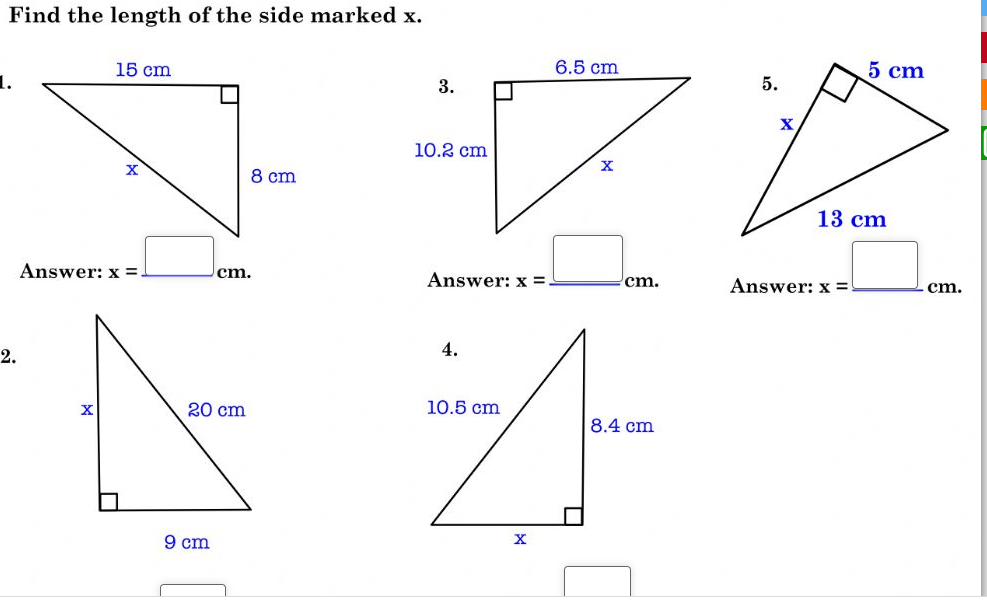 Find the length of the side marked x.
1.
15 cm
x
8 cm
Answer: x = cm.
3.
6.5 cm
10.2 cm
x
Answer: x = cm.
5.
5 cm
x
13 cm
Answer: x = cm.
2.
x
20 cm
9 cm
4.
10.5 cm
8.4 cm
x